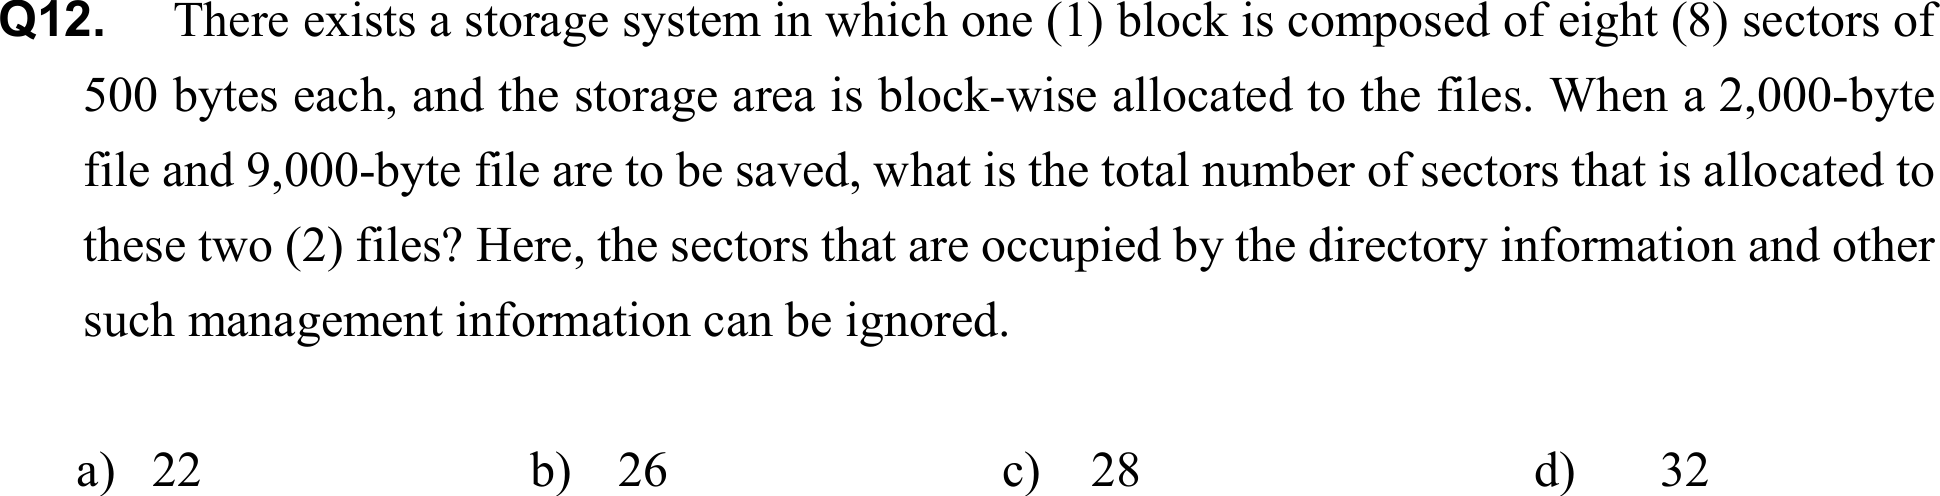 Q12. There exists a storage system in which one (1) block is composed of eight (8) sectors of
500 bytes each, and the storage area is block-wise allocated to the files. When a 2,000-byte
file and 9,000-byte file are to be saved, what is the total number of sectors that is allocated to
these two (2) files? Here, the sectors that are occupied by the directory information and other
such management information can be ignored.
a) 22 b) 26 c) 28 d) 32